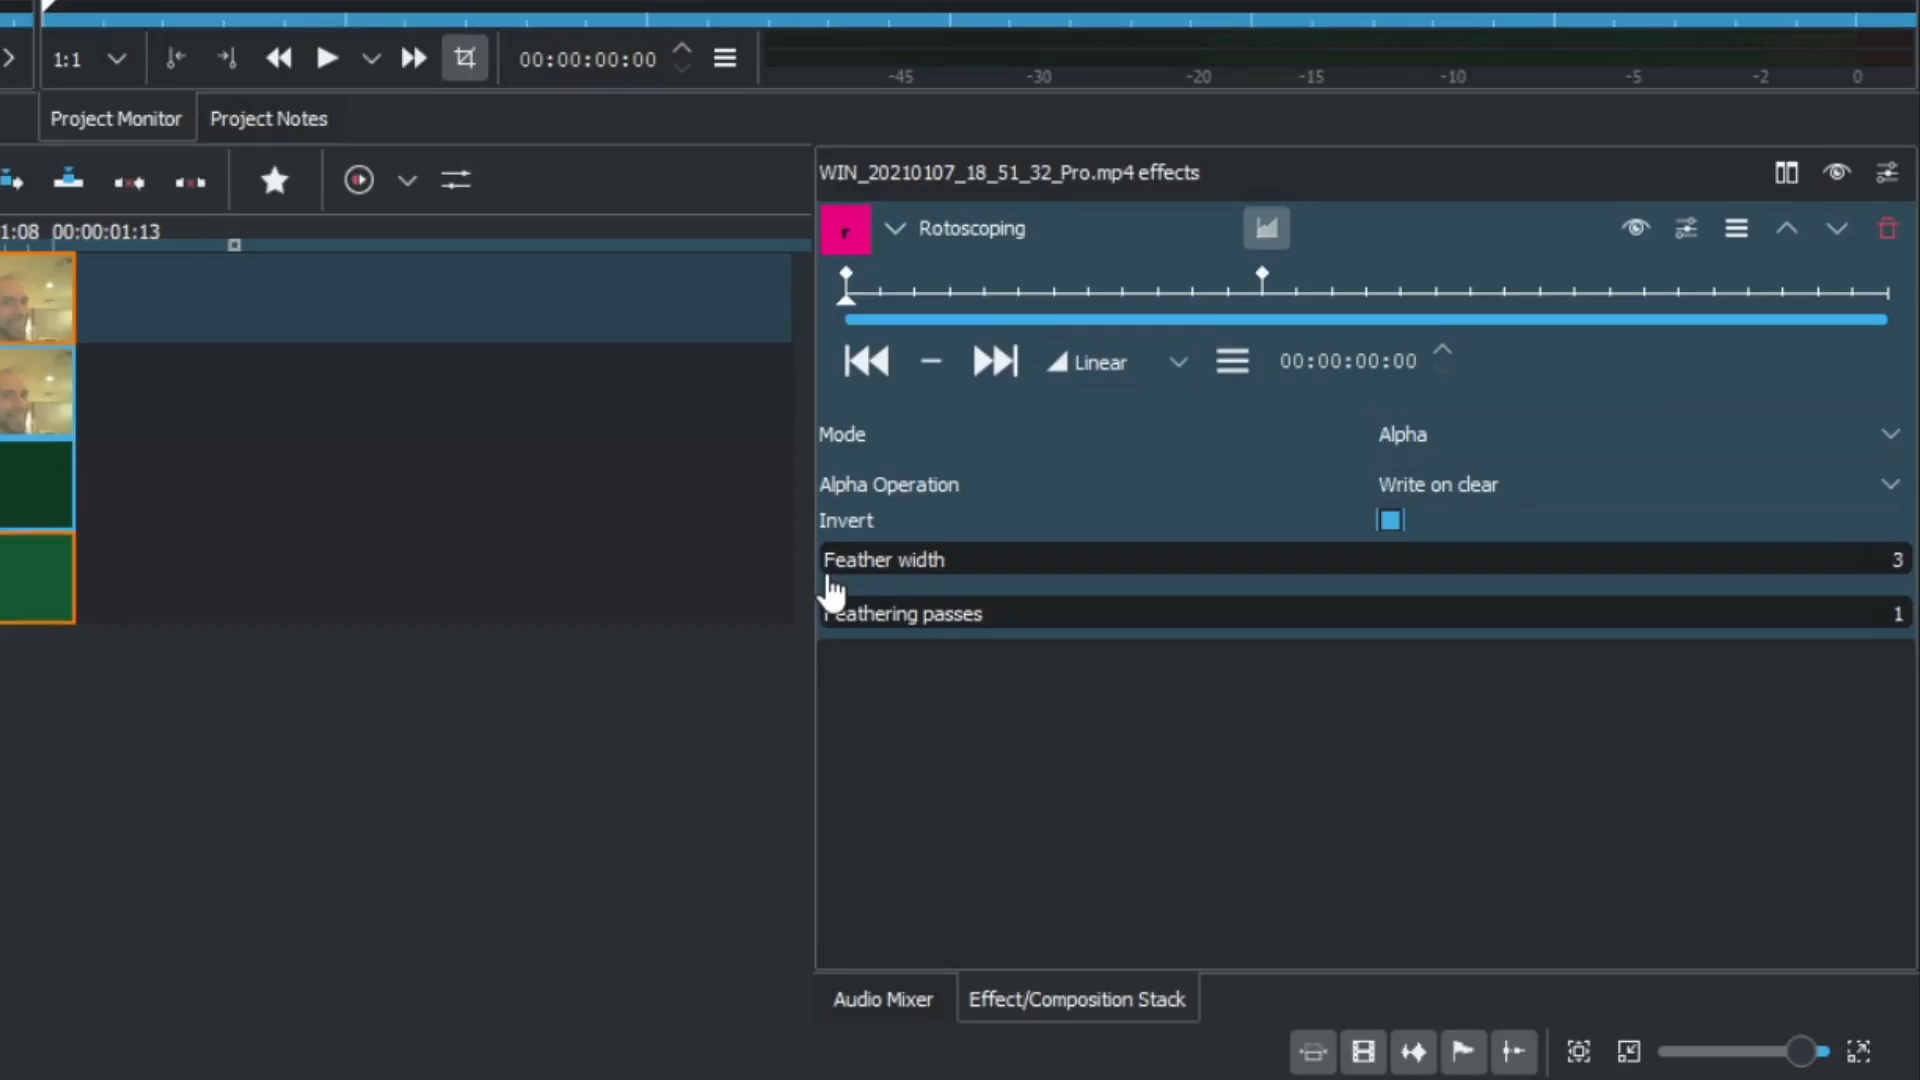 1:1
00:00:00:00
-45 -30 -20 -15 -10 -5 -2 0
Project Monitor Project Notes
WIN_20210107_18_51_32_Pro.mp4 effects
1:08 00:00:01:13
r Rotoscoping
Linear 00:00:00:00
Mode Alpha
Alpha Operation Write on clear
Invert
Feather width 3
Feathering passes 1
Audio Mixer Effect/Composition Stack